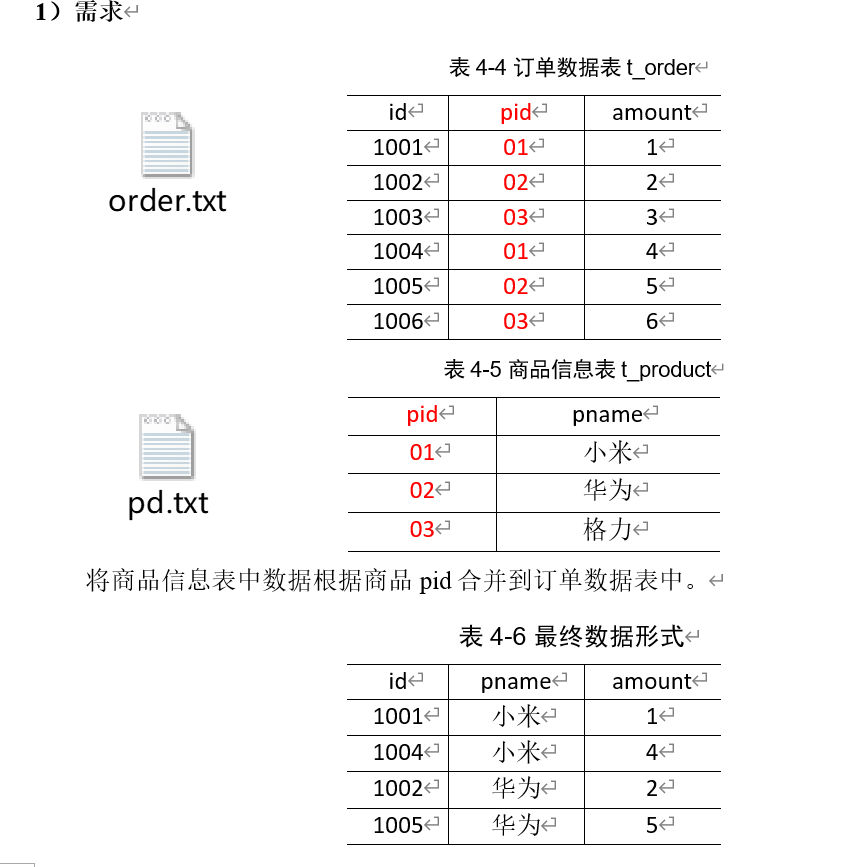 1）需求
表 4-4 订单数据表 t_order
id pid amount
1001 01 1
1002 02 2
order.txt
1003 03 3
1004 01 4
1005 02 5
1006 03 6
表 4-5 商品信息表 t_product
pid pname
01 小米
02 华为
pd.txt
03 格力
将商品信息表中数据根据商品 pid 合并到订单数据表中。
表 4-6 最终数据形式
id pname amount
1001 小米 1
1004 小米 4
1002 华为 2
1005 华为 5